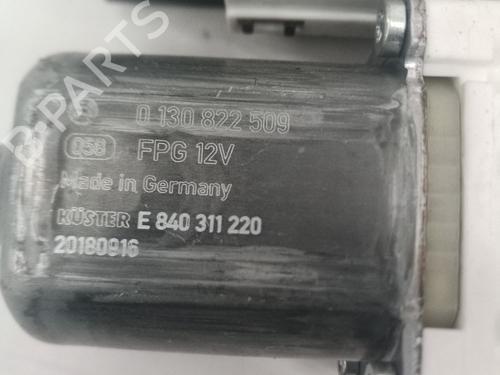 0 130 822 509
058 FPG 12V
Made in Germany
KÜSTER E 840 311 220
20180916
B-PARTS